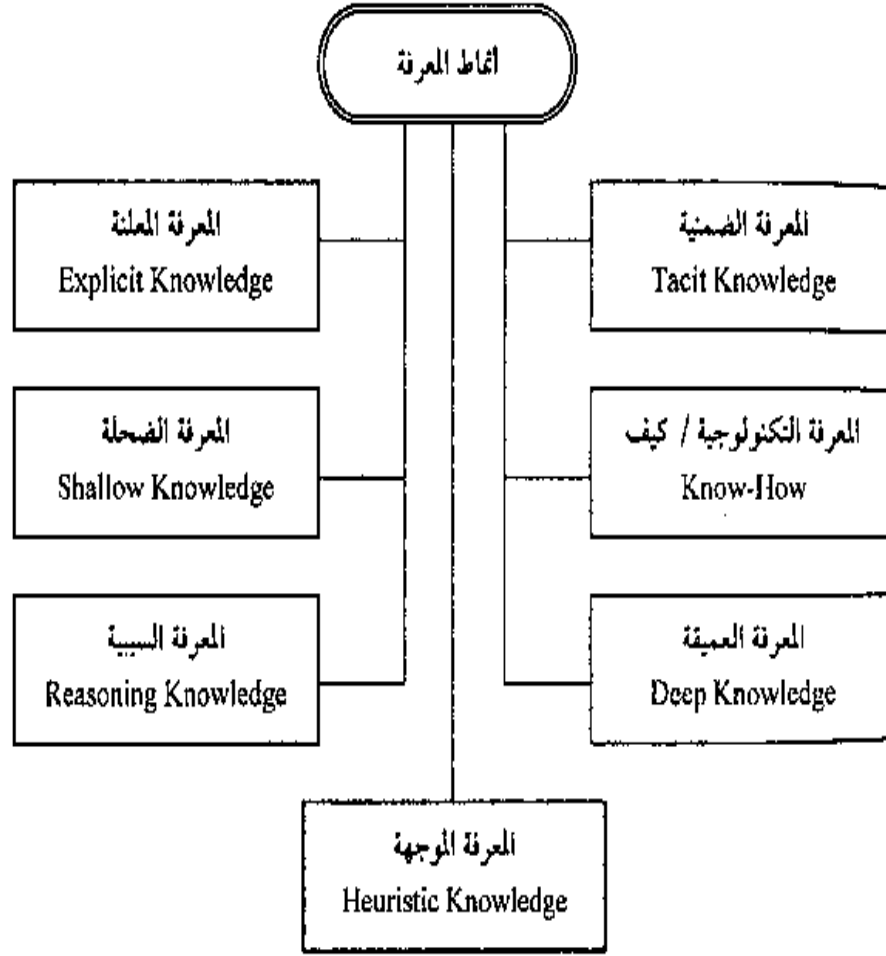 أنماط المعرفة
المعرفة الضمنية
Tacit Knowledge
المعرفة المعلنة
Explicit Knowledge
المعرفة التكنولوجية / كيف
Know-How
المعرفة الضحلة
Shallow Knowledge
المعرفة العميقة
Deep Knowledge
المعرفة السببية
Reasoning Knowledge
المعرفة الموجهة
Heuristic Knowledge